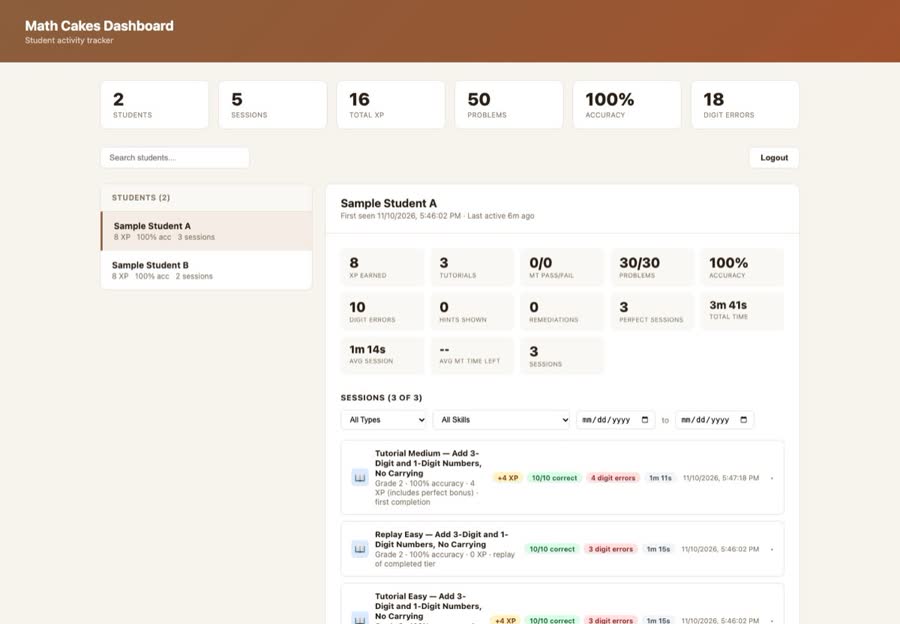 Math Cakes Dashboard
Student activity tracker
2
STUDENTS
5
SESSIONS
16
TOTAL XP
50
PROBLEMS
100%
ACCURACY
18
DIGIT ERRORS
Search students...
Logout
STUDENTS (2)
Sample Student A
8 XP 100% acc 3 sessions
Sample Student B
8 XP 100% acc 2 sessions
Sample Student A
First seen 11/10/2026, 5:46:02 PM · Last active 6m ago
8
XP EARNED
3
TUTORIALS
0/0
MT PASS/FAIL
30/30
PROBLEMS
100%
ACCURACY
10
DIGIT ERRORS
0
HINTS SHOWN
0
REMEDIATIONS
3
PERFECT SESSIONS
3m 41s
TOTAL TIME
1m 14s
AVG SESSION
--
AVG MT TIME LEFT
3
SESSIONS
SESSIONS (3 OF 3)
All Types
All Skills
mm/dd/yyyy
to
mm/dd/yyyy
Tutorial Medium — Add 3-
Digit and 1-Digit Numbers,
No Carrying
Grade 2 · 100% accuracy · 4
XP (includes perfect bonus) ·
first completion
+4 XP
10/10 correct
4 digit errors
1m 11s
11/10/2026, 5:47:18 PM
Replay Easy — Add 3-Digit and 1-
Digit Numbers, No Carrying
Grade 2 · 100% accuracy · 0 XP · replay
of completed tier
10/10 correct
3 digit errors
1m 15s
11/10/2026, 5:46:02 PM
Tutorial Easy — Add 3-
Digit and 1-Digit Numbers,
No Carrying
+4 XP
10/10 correct
3 digit errors
1m 15s
11/10/2026, 5:46:02 PM